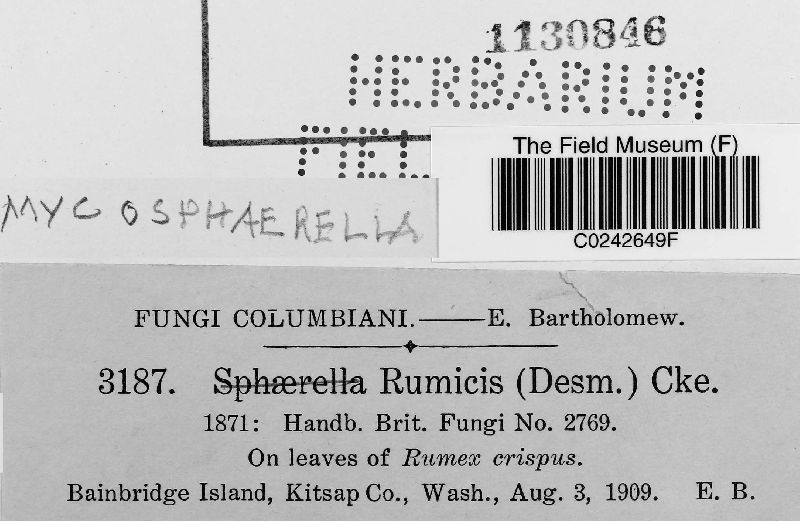 1130846
HERBARIUM
FIEL
The Field Museum (F)
C0242649F
MYCOSPHAERELLA
FUNGI COLUMBIANI.——E. Bartholomew.
3187. Sphærella Rumicis (Desm.) Cke.
1871: Handb. Brit. Fungi No. 2769.
On leaves of Rumex crispus.
Bainbridge Island, Kitsap Co., Wash., Aug. 3, 1909. E. B.